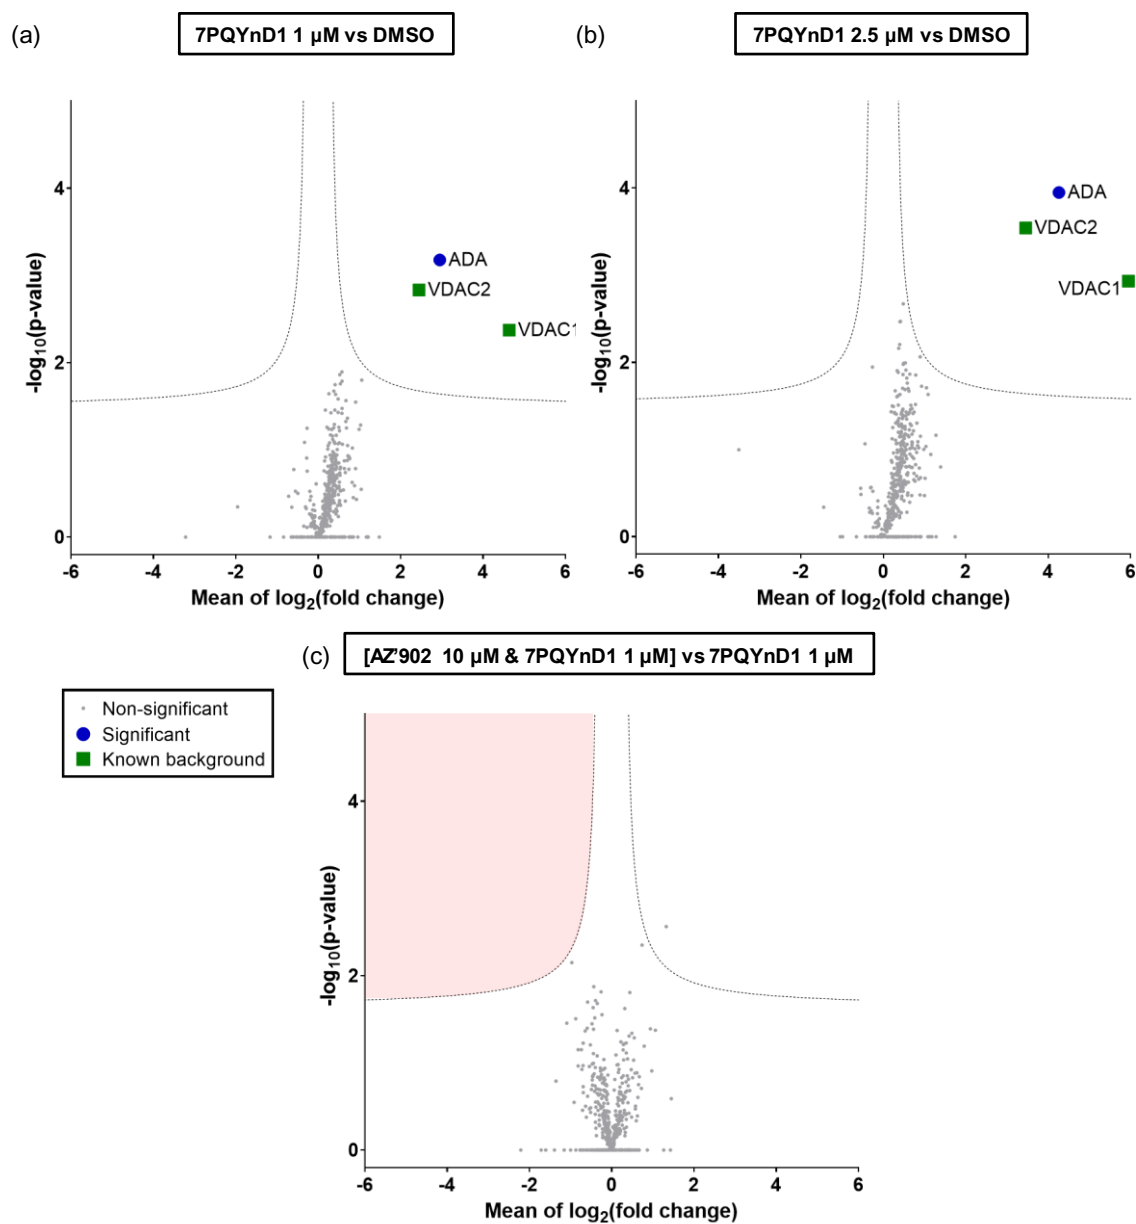 (a) 7PQYnD1 1 µM vs DMSO
(b) 7PQYnD1 2.5 µM vs DMSO
4
ADA
VDAC2
VDAC1
2
0
-log10(p-value)
-6 -4 -2 0 2 4 6
Mean of log2(fold change)
4
ADA
VDAC2
VDAC1
2
0
-log10(p-value)
-6 -4 -2 0 2 4 6
Mean of log2(fold change)
(c) [AZ'902 10 µM & 7PQYnD1 1 µM] vs 7PQYnD1 1 µM
Non-significant
Significant
Known background
4
2
0
-log10(p-value)
-6 -4 -2 0 2 4 6
Mean of log2(fold change)